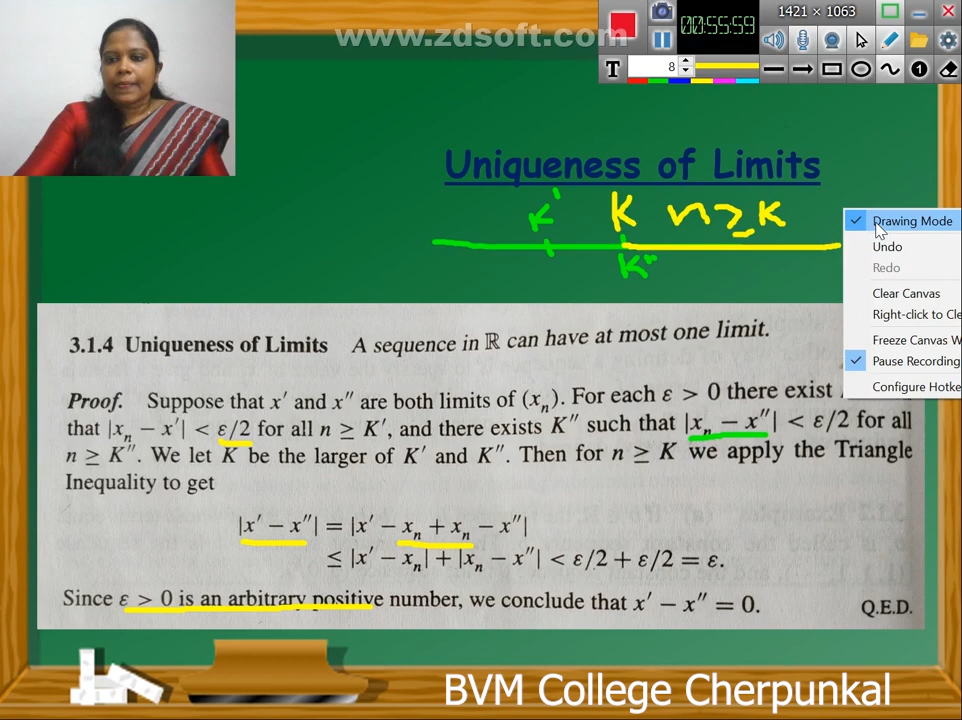 www.zdsoft.com
00:55:59
1421 × 1063
T
8
1
Uniqueness of Limits
K' K n≥K
K"
Drawing Mode
Undo
Redo
Clear Canvas
Right-click to Cle
Freeze Canvas W
Pause Recording
Configure Hotke
3.1.4 Uniqueness of Limits A sequence in ℝ can have at most one limit.
Proof. Suppose that x′ and x″ are both limits of (xₙ). For each ε > 0 there exist
that |xₙ − x′| < ε/2 for all n ≥ K′, and there exists K″ such that |xₙ − x″| < ε/2 for all
n ≥ K″. We let K be the larger of K′ and K″. Then for n ≥ K we apply the Triangle
Inequality to get
|x′ − x″| = |x′ − xₙ + xₙ − x″|
≤ |x′ − xₙ| + |xₙ − x″| < ε/2 + ε/2 = ε.
Since ε > 0 is an arbitrary positive number, we conclude that x′ − x″ = 0. Q.E.D.
BVM College Cherpunkal